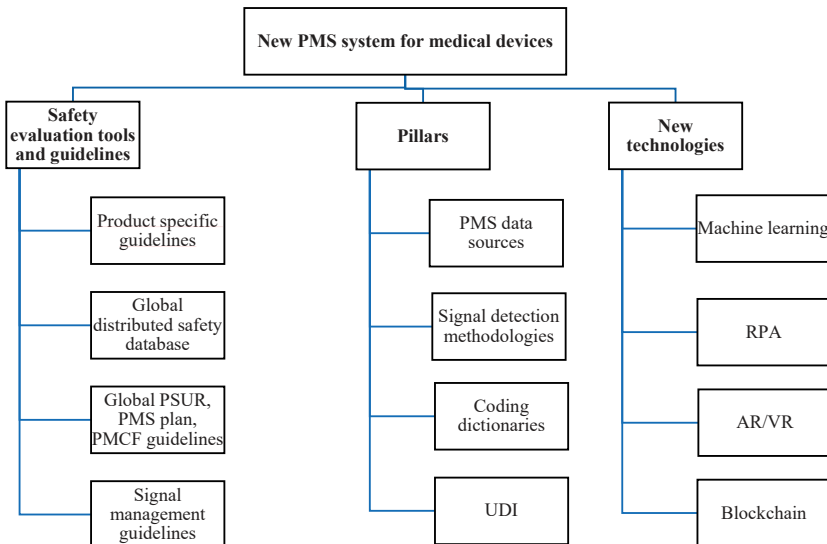 New PMS system for medical devices
Safety
evaluation tools
and guidelines
Product specific
guidelines
Global
distributed safety
database
Global PSUR,
PMS plan,
PMCF guidelines
Signal
management
guidelines
Pillars
PMS data
sources
Signal detection
methodologies
Coding
dictionaries
UDI
New
technologies
Machine learning
RPA
AR/VR
Blockchain